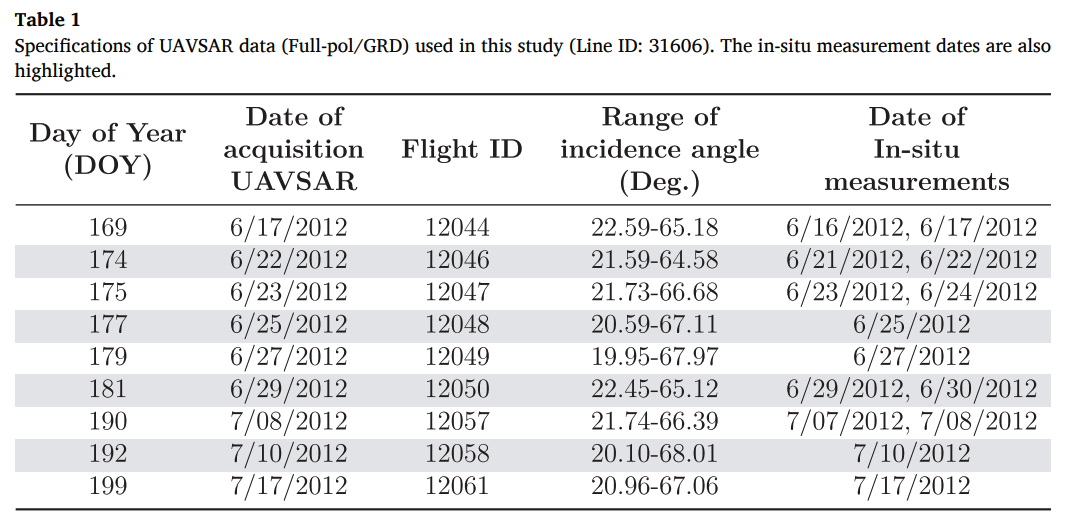 Table 1
Specifications of UAVSAR data (Full-pol/GRD) used in this study (Line ID: 31606). The in-situ measurement dates are also
highlighted.
Day of Year (DOY) | Date of acquisition UAVSAR | Flight ID | Range of incidence angle (Deg.) | Date of In-situ measurements
169 | 6/17/2012 | 12044 | 22.59-65.18 | 6/16/2012, 6/17/2012
174 | 6/22/2012 | 12046 | 21.59-64.58 | 6/21/2012, 6/22/2012
175 | 6/23/2012 | 12047 | 21.73-66.68 | 6/23/2012, 6/24/2012
177 | 6/25/2012 | 12048 | 20.59-67.11 | 6/25/2012
179 | 6/27/2012 | 12049 | 19.95-67.97 | 6/27/2012
181 | 6/29/2012 | 12050 | 22.45-65.12 | 6/29/2012, 6/30/2012
190 | 7/08/2012 | 12057 | 21.74-66.39 | 7/07/2012, 7/08/2012
192 | 7/10/2012 | 12058 | 20.10-68.01 | 7/10/2012
199 | 7/17/2012 | 12061 | 20.96-67.06 | 7/17/2012